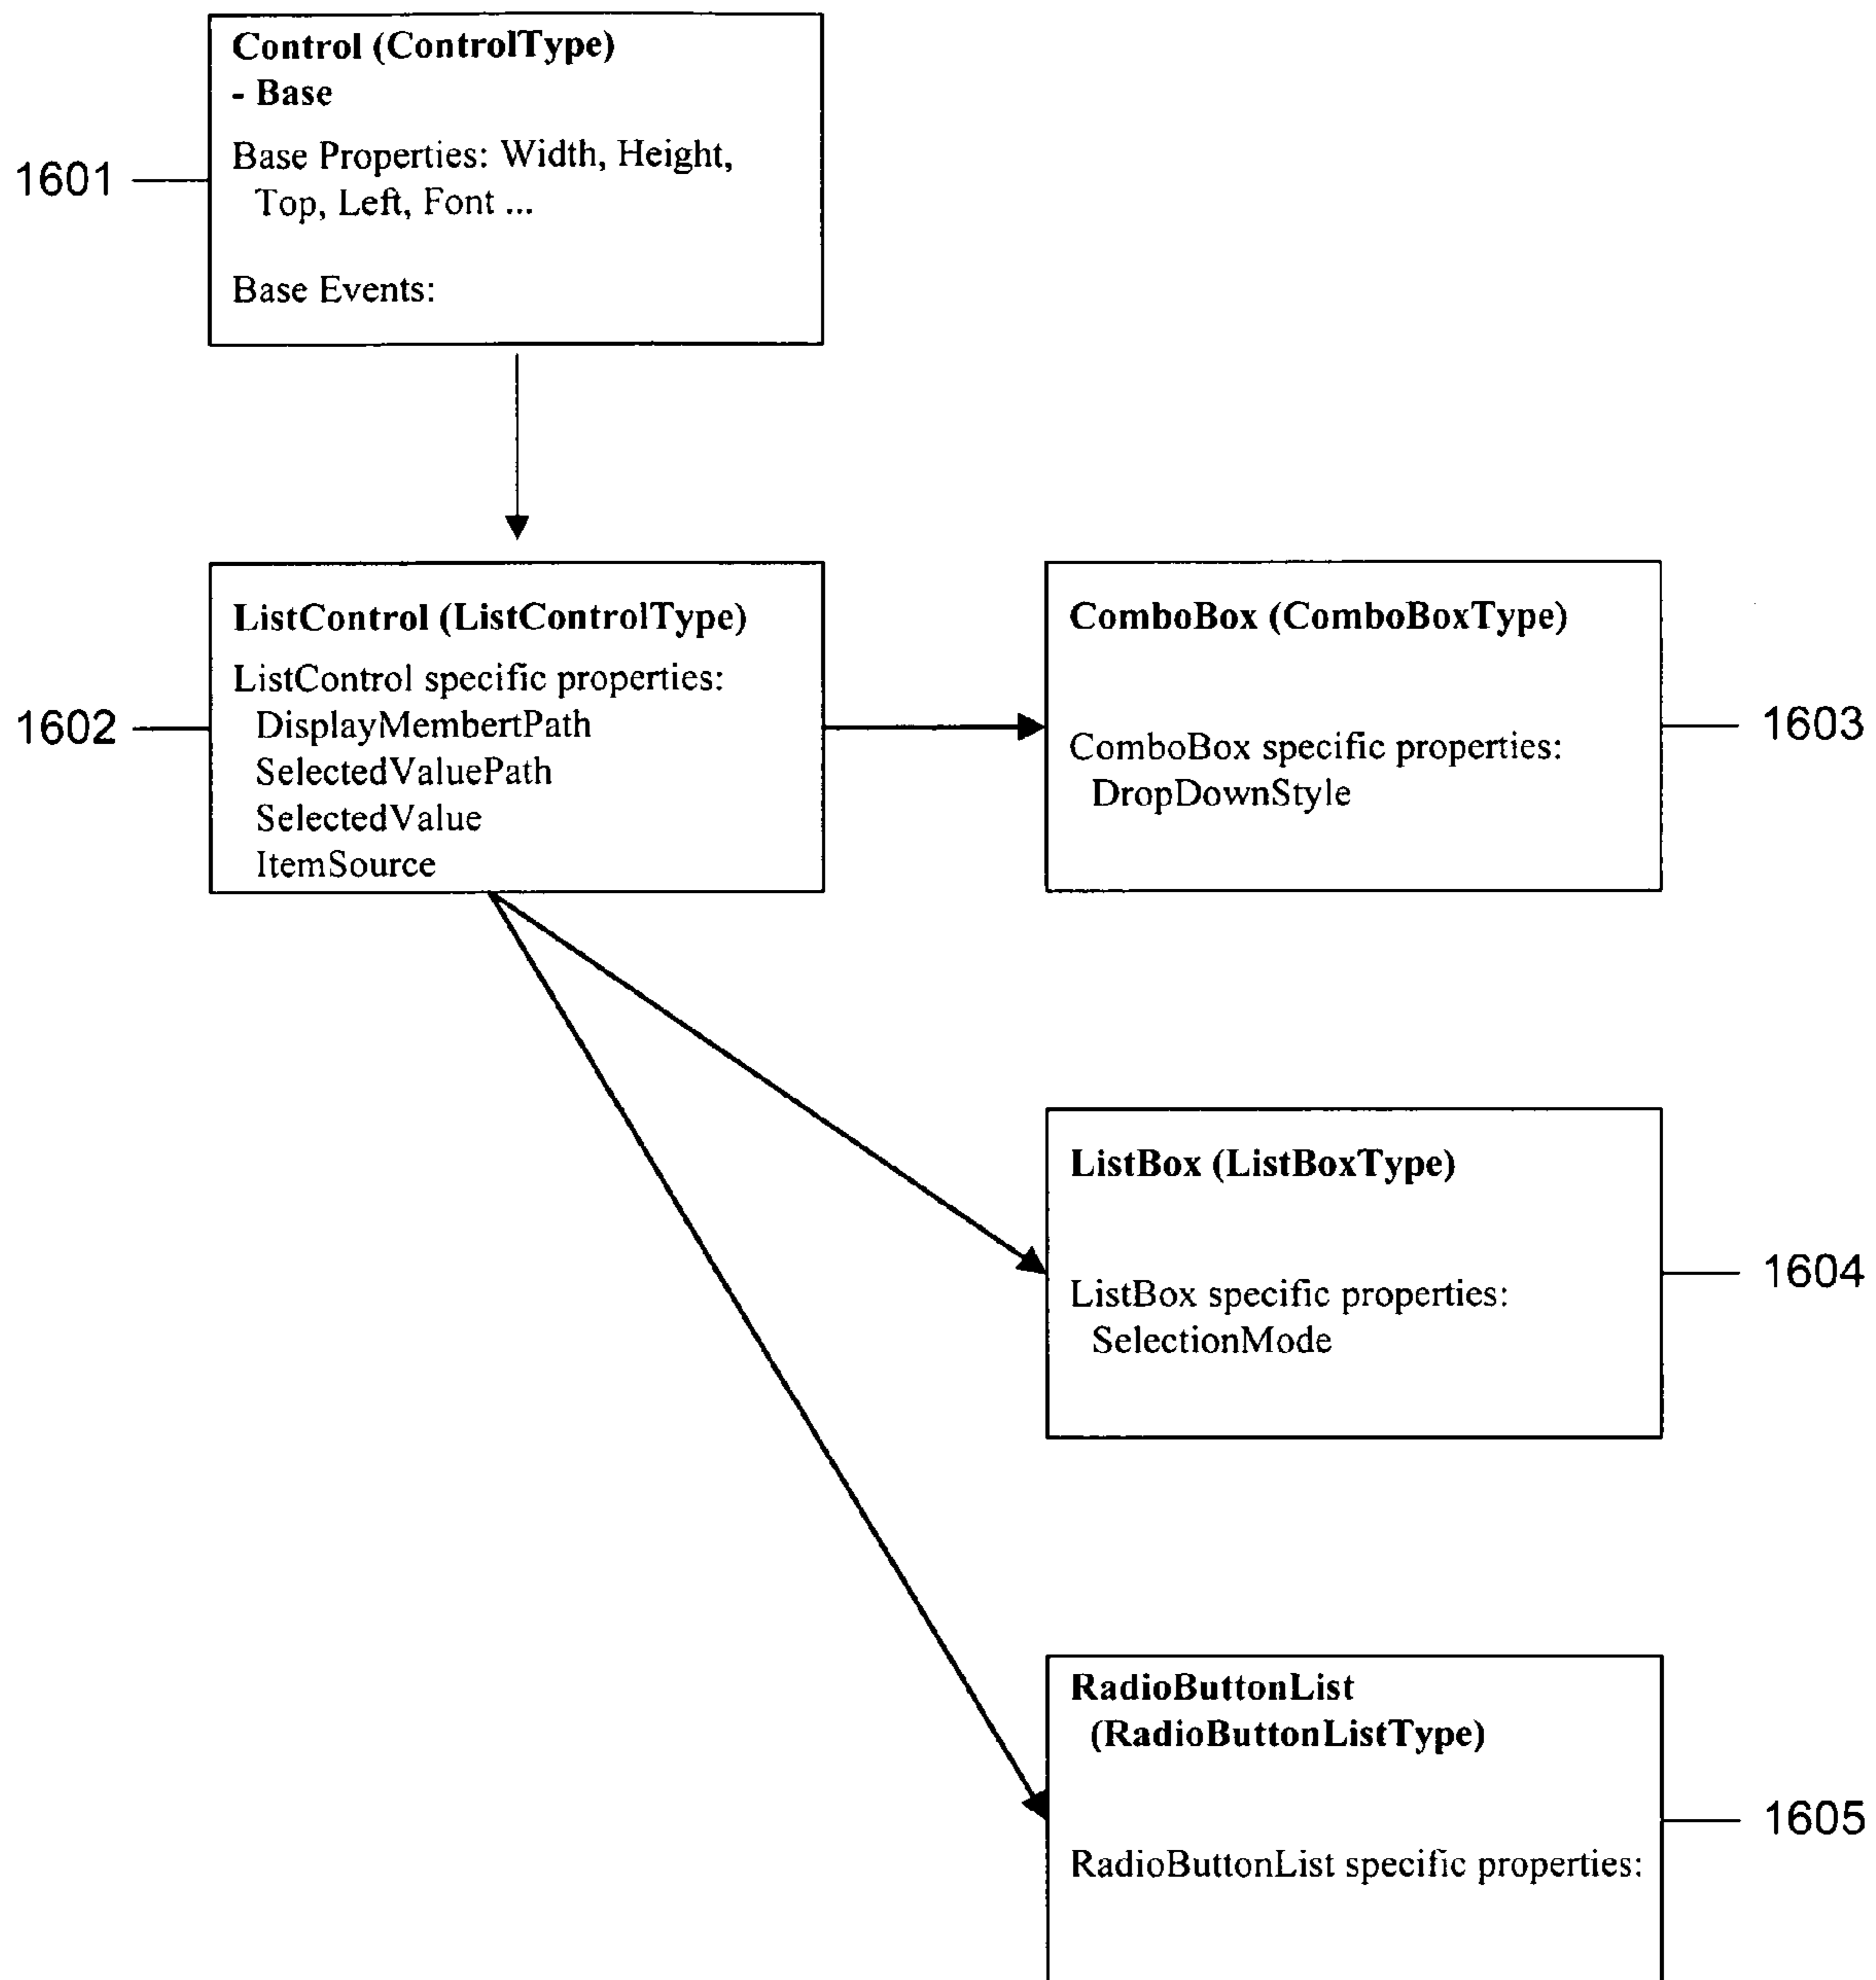 Control (ControlType)
- Base
Base Properties: Width, Height,
Top, Left, Font ...
Base Events:
1601
ListControl (ListControlType)
ListControl specific properties:
DisplayMembertPath
SelectedValuePath
SelectedValue
ItemSource
1602
ComboBox (ComboBoxType)
ComboBox specific properties:
DropDownStyle
1603
ListBox (ListBoxType)
ListBox specific properties:
SelectionMode
1604
RadioButtonList
(RadioButtonListType)
RadioButtonList specific properties:
1605